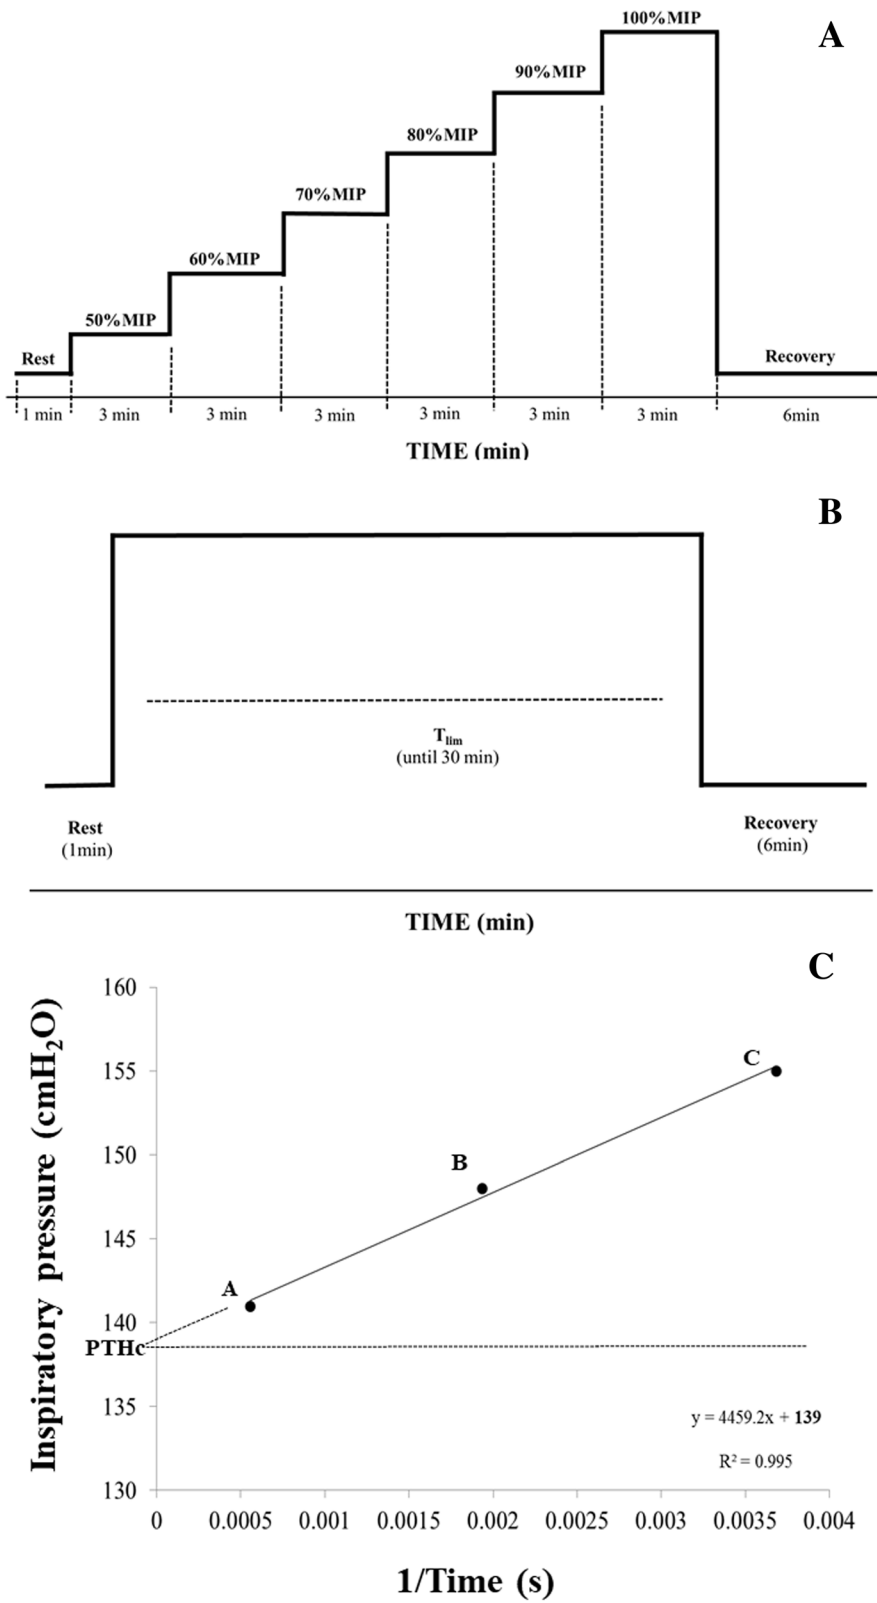 A
100%MIP
90%MIP
80%MIP
70%MIP
60%MIP
50%MIP
Rest
Recovery
1 min 3 min 3 min 3 min 3 min 3 min 3 min 6min
TIME (min)
B
Tlim
(until 30 min)
Rest
(1min)
Recovery
(6min)
TIME (min)
C
Inspiratory pressure (cmH2O)
160
155
150
145
140
135
130
C
B
A
PTHc
y = 4459.2x + 139
R² = 0.995
0 0.0005 0.001 0.0015 0.002 0.0025 0.003 0.0035 0.004
1/Time (s)